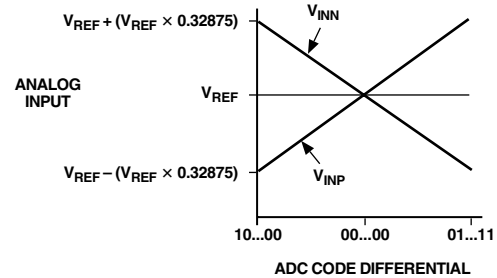 V_REF + (V_REF × 0.32875)
V_INN
ANALOG
INPUT
V_REF
V_REF – (V_REF × 0.32875)
V_INP
10...00
00...00
01...11
ADC CODE DIFFERENTIAL